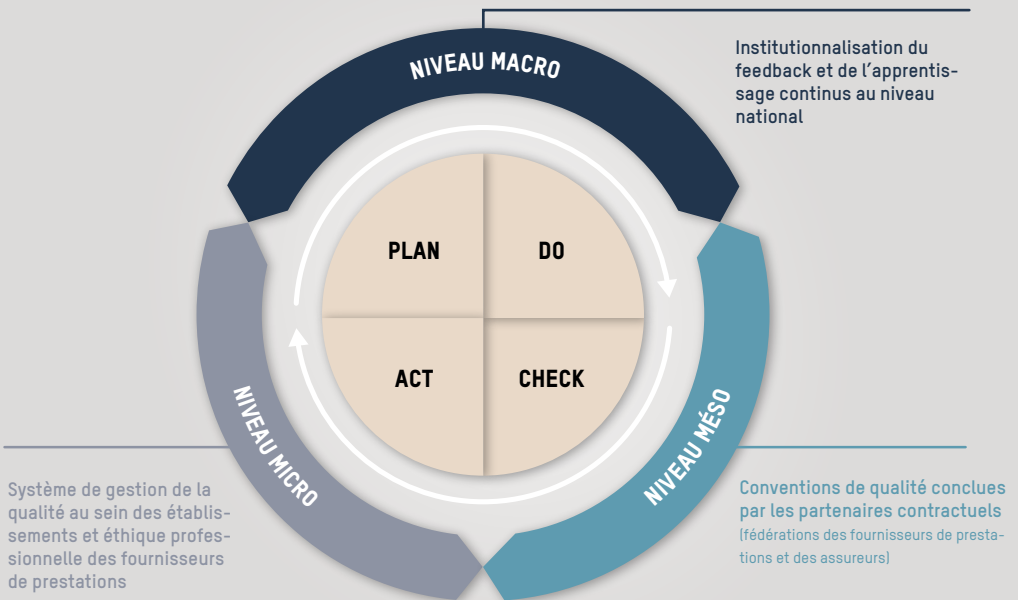 NIVEAU MACRO
Institutionnalisation du
feedback et de l'apprentis-
sage continus au niveau
national
PLAN
DO
ACT
CHECK
NIVEAU MICRO
NIVEAU MÉSO
Système de gestion de la
qualité au sein des établis-
sements et éthique profes-
sionnelle des fournisseurs
de prestations
Conventions de qualité conclues
par les partenaires contractuels
(fédérations des fournisseurs de presta-
tions et des assureurs)